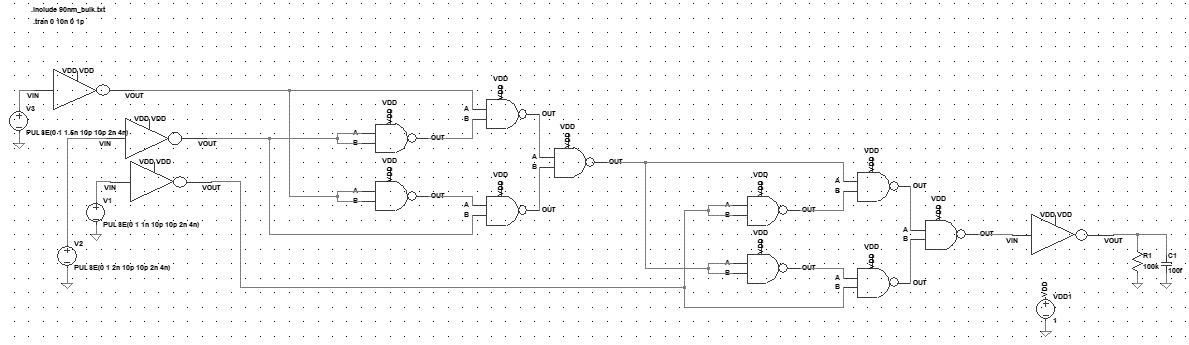 .include 90nm_bulk.txt
.tran 0 10n 0 1p
VDD VDD
VIN
VOUT
V3
PULSE(0 1 1.5n 10p 10p 2n 4n)
VDD VDD
VIN
VOUT
VDD VDD
VIN
VOUT
V1
PULSE(0 1 1n 10p 10p 2n 4n)
V2
PULSE(0 1 2n 10p 10p 2n 4n)
VDD
A
B
OUT
VDD
A
B
OUT
VDD
A
B
OUT
VDD
A
B
OUT
VDD
A
B
OUT
VDD
A
B
OUT
VDD
A
B
OUT
VDD
A
B
OUT
VDD
A
B
OUT
VDD
A
B
OUT
VDD VDD
VIN
VOUT
R1
100k
C1
100f
VDD
VDD1
1